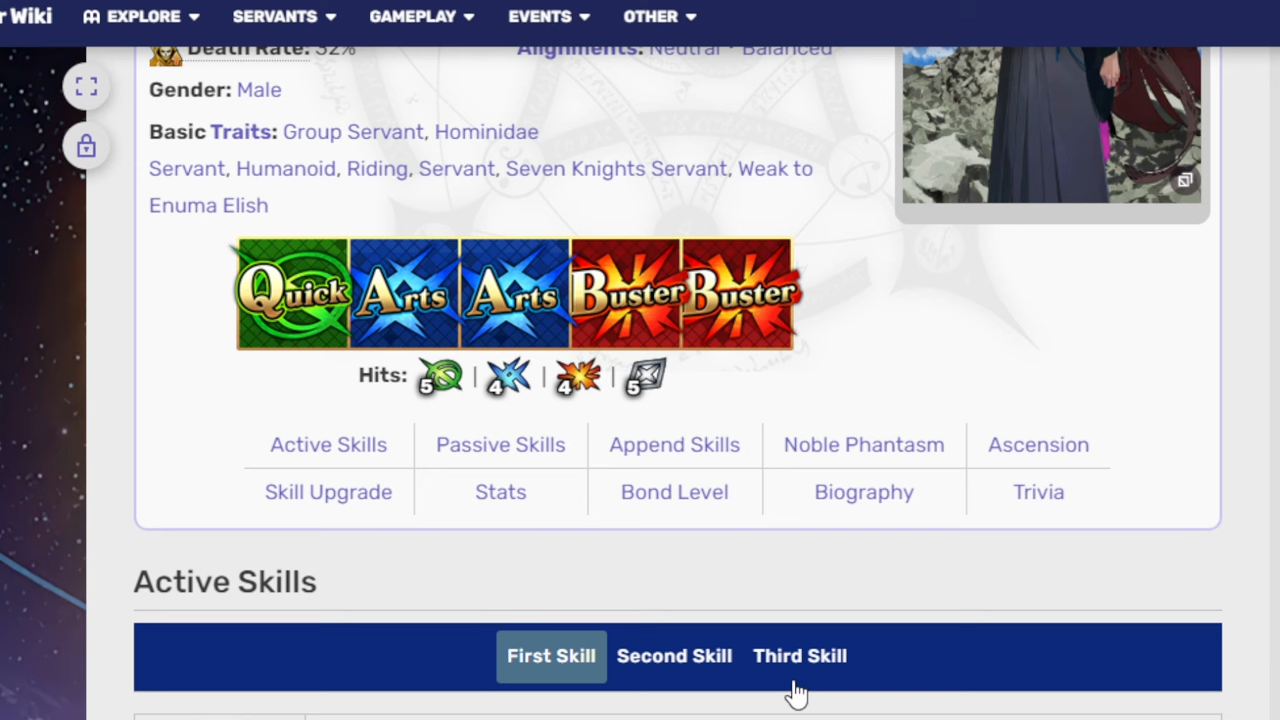 r Wiki EXPLORE SERVANTS GAMEPLAY EVENTS OTHER
Death Rate: 32% Alignments: Neutral · Balanced
Gender: Male
Basic Traits: Group Servant, Hominidae
Servant, Humanoid, Riding, Servant, Seven Knights Servant, Weak to
Enuma Elish
Quick Arts Arts Buster Buster
Hits: 5 | 4 | 4 | 5
Active Skills Passive Skills Append Skills Noble Phantasm Ascension
Skill Upgrade Stats Bond Level Biography Trivia
Active Skills
First Skill Second Skill Third Skill